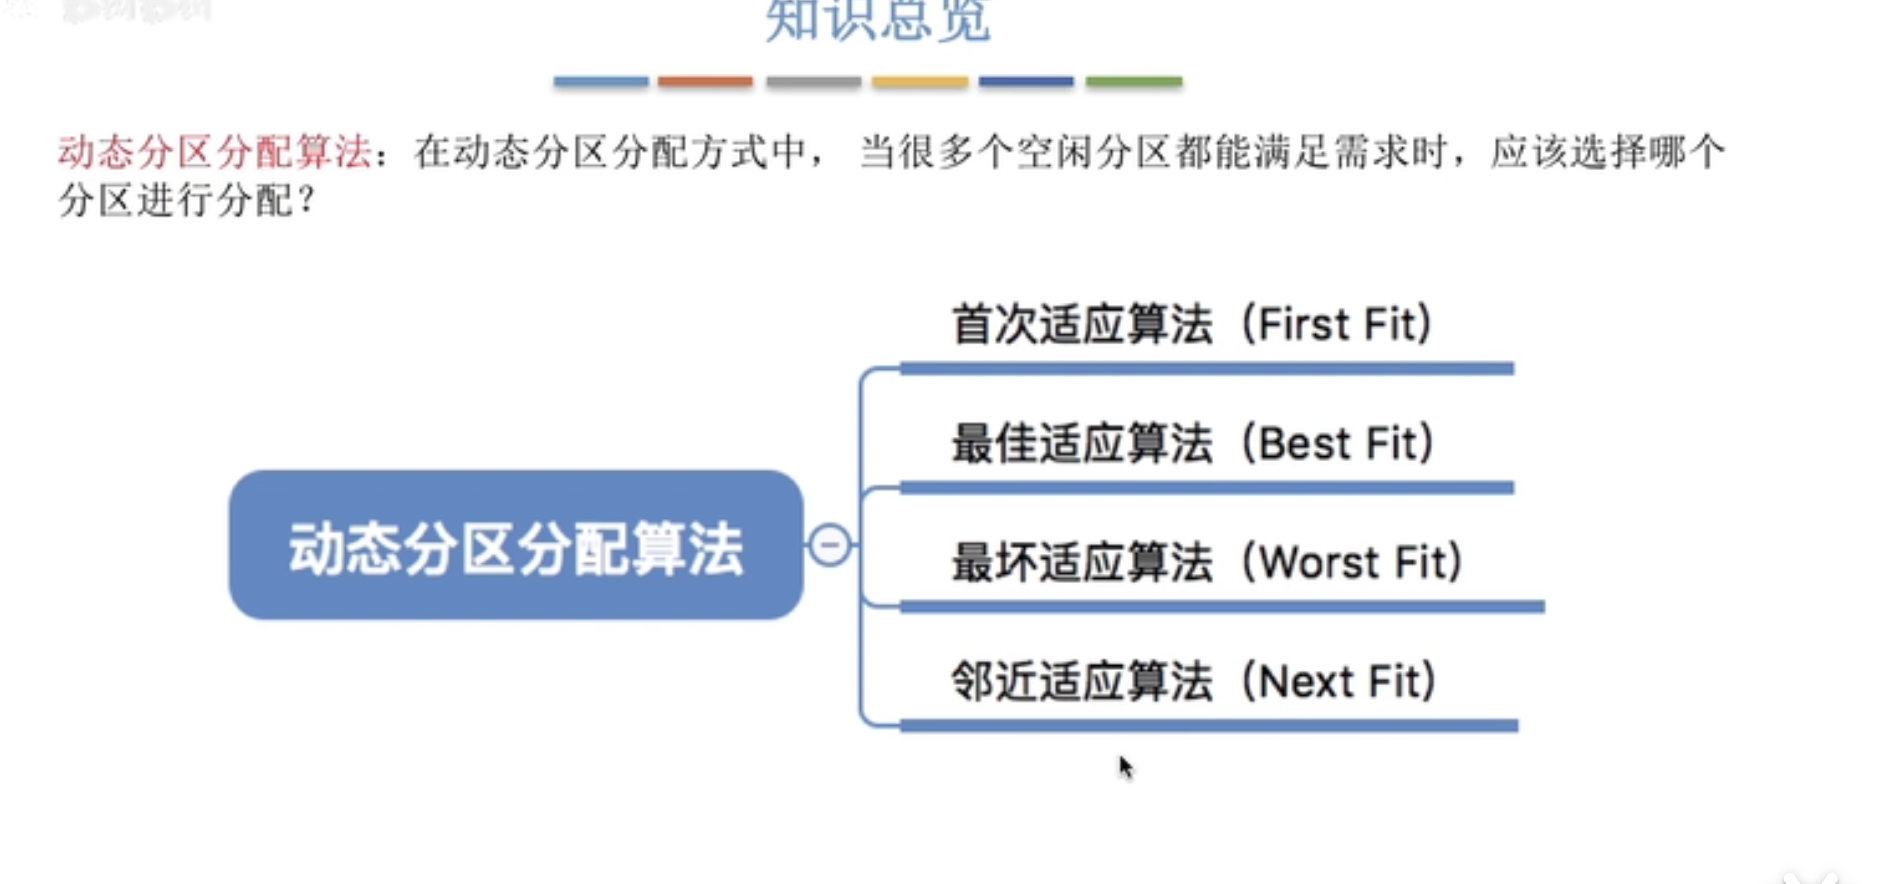 知识总览
动态分区分配算法：在动态分区分配方式中， 当很多个空闲分区都能满足需求时，应该选择哪个
分区进行分配？
首次适应算法（First Fit）
最佳适应算法（Best Fit）
动态分区分配算法
最坏适应算法（Worst Fit）
邻近适应算法（Next Fit）